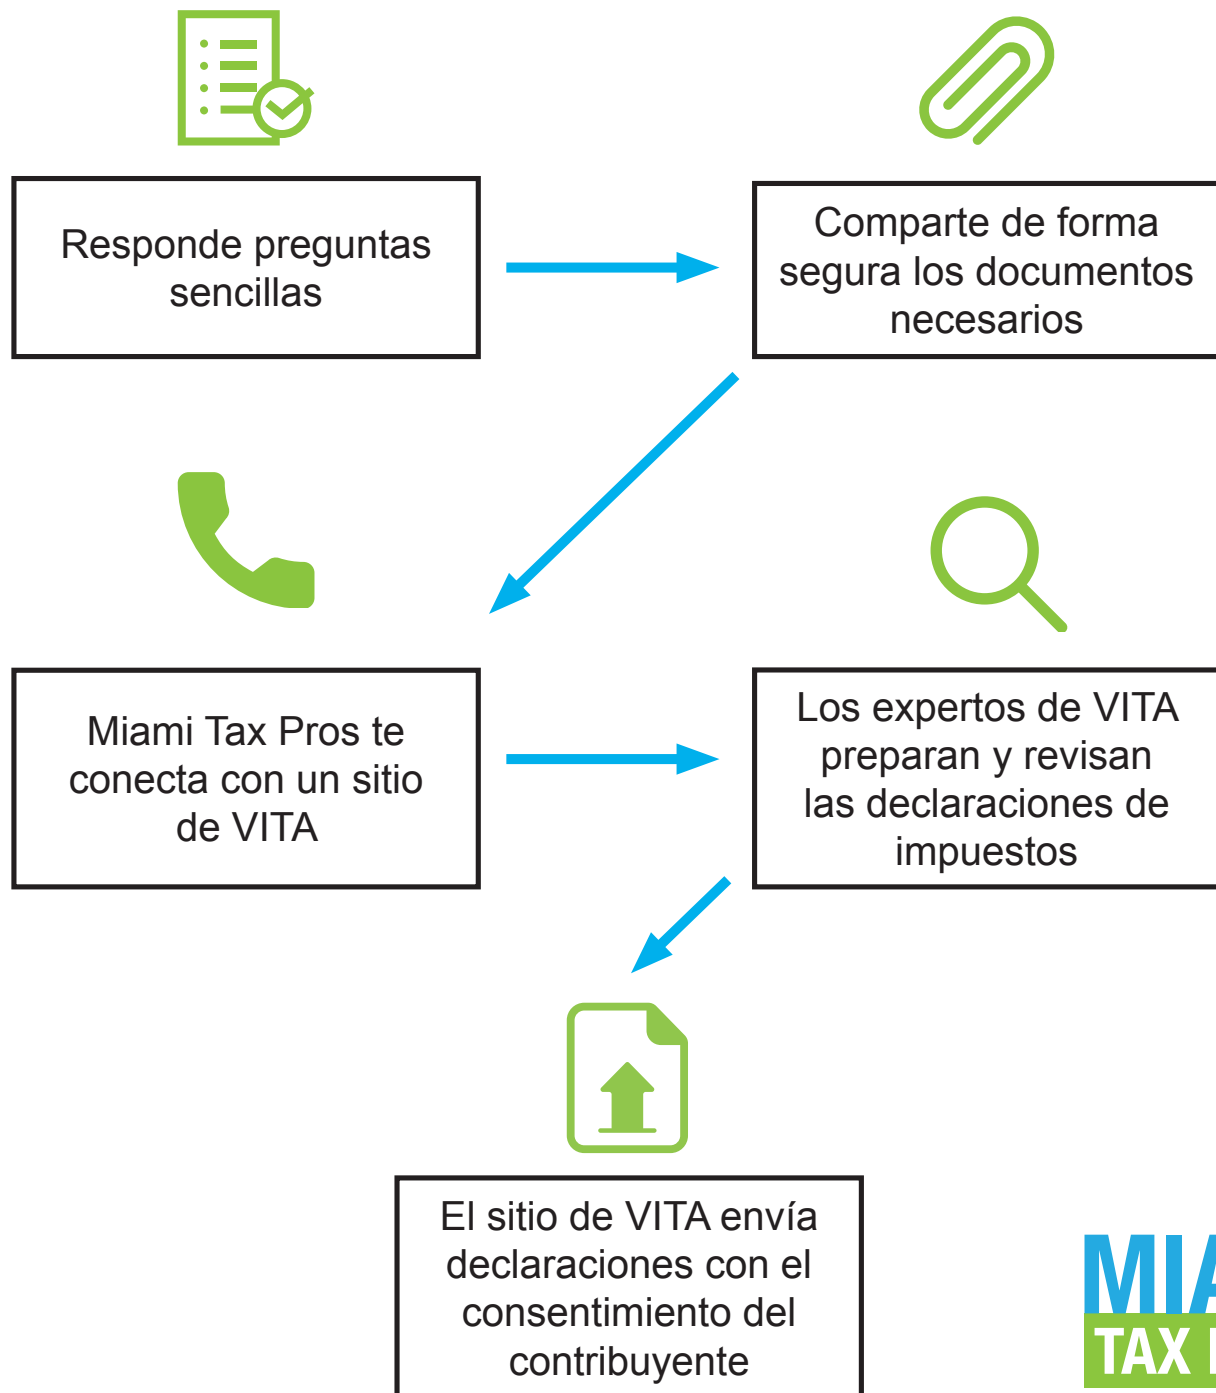 Responde preguntas
sencillas
Comparte de forma
segura los documentos
necesarios
Miami Tax Pros te
conecta con un sitio
de VITA
Los expertos de VITA
preparan y revisan
las declaraciones de
impuestos
El sitio de VITA envía
declaraciones con el
consentimiento del
contribuyente
TAX